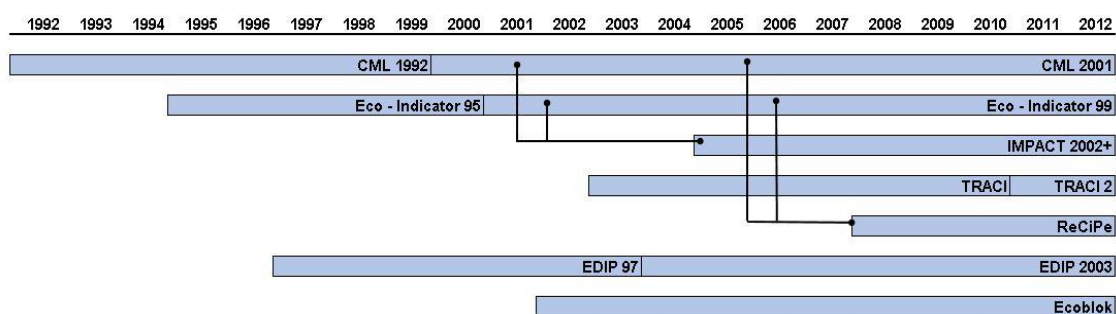 1992 1993 1994 1995 1996 1997 1998 1999 2000 2001 2002 2003 2004 2005 2006 2007 2008 2009 2010 2011 2012
CML 1992 CML 2001
Eco - Indicator 95 Eco - Indicator 99
IMPACT 2002+
TRACI TRACI 2
ReCiPe
EDIP 97 EDIP 2003
Ecoblok